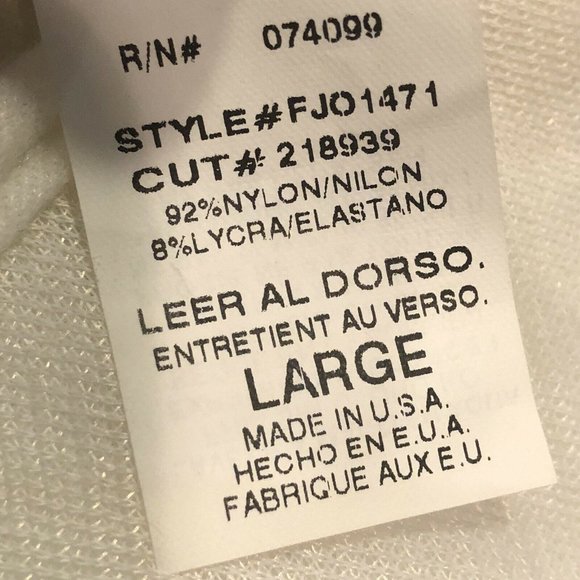 R/N# 074099
STYLE#FJO1471
CUT# 218939
92%NYLON/NILON
8%LYCRA/ELASTANO
LEER AL DORSO.
ENTRETIENT AU VERSO.
LARGE
MADE IN U.S.A.
HECHO EN E.U.A.
FABRIQUE AUX E.U.